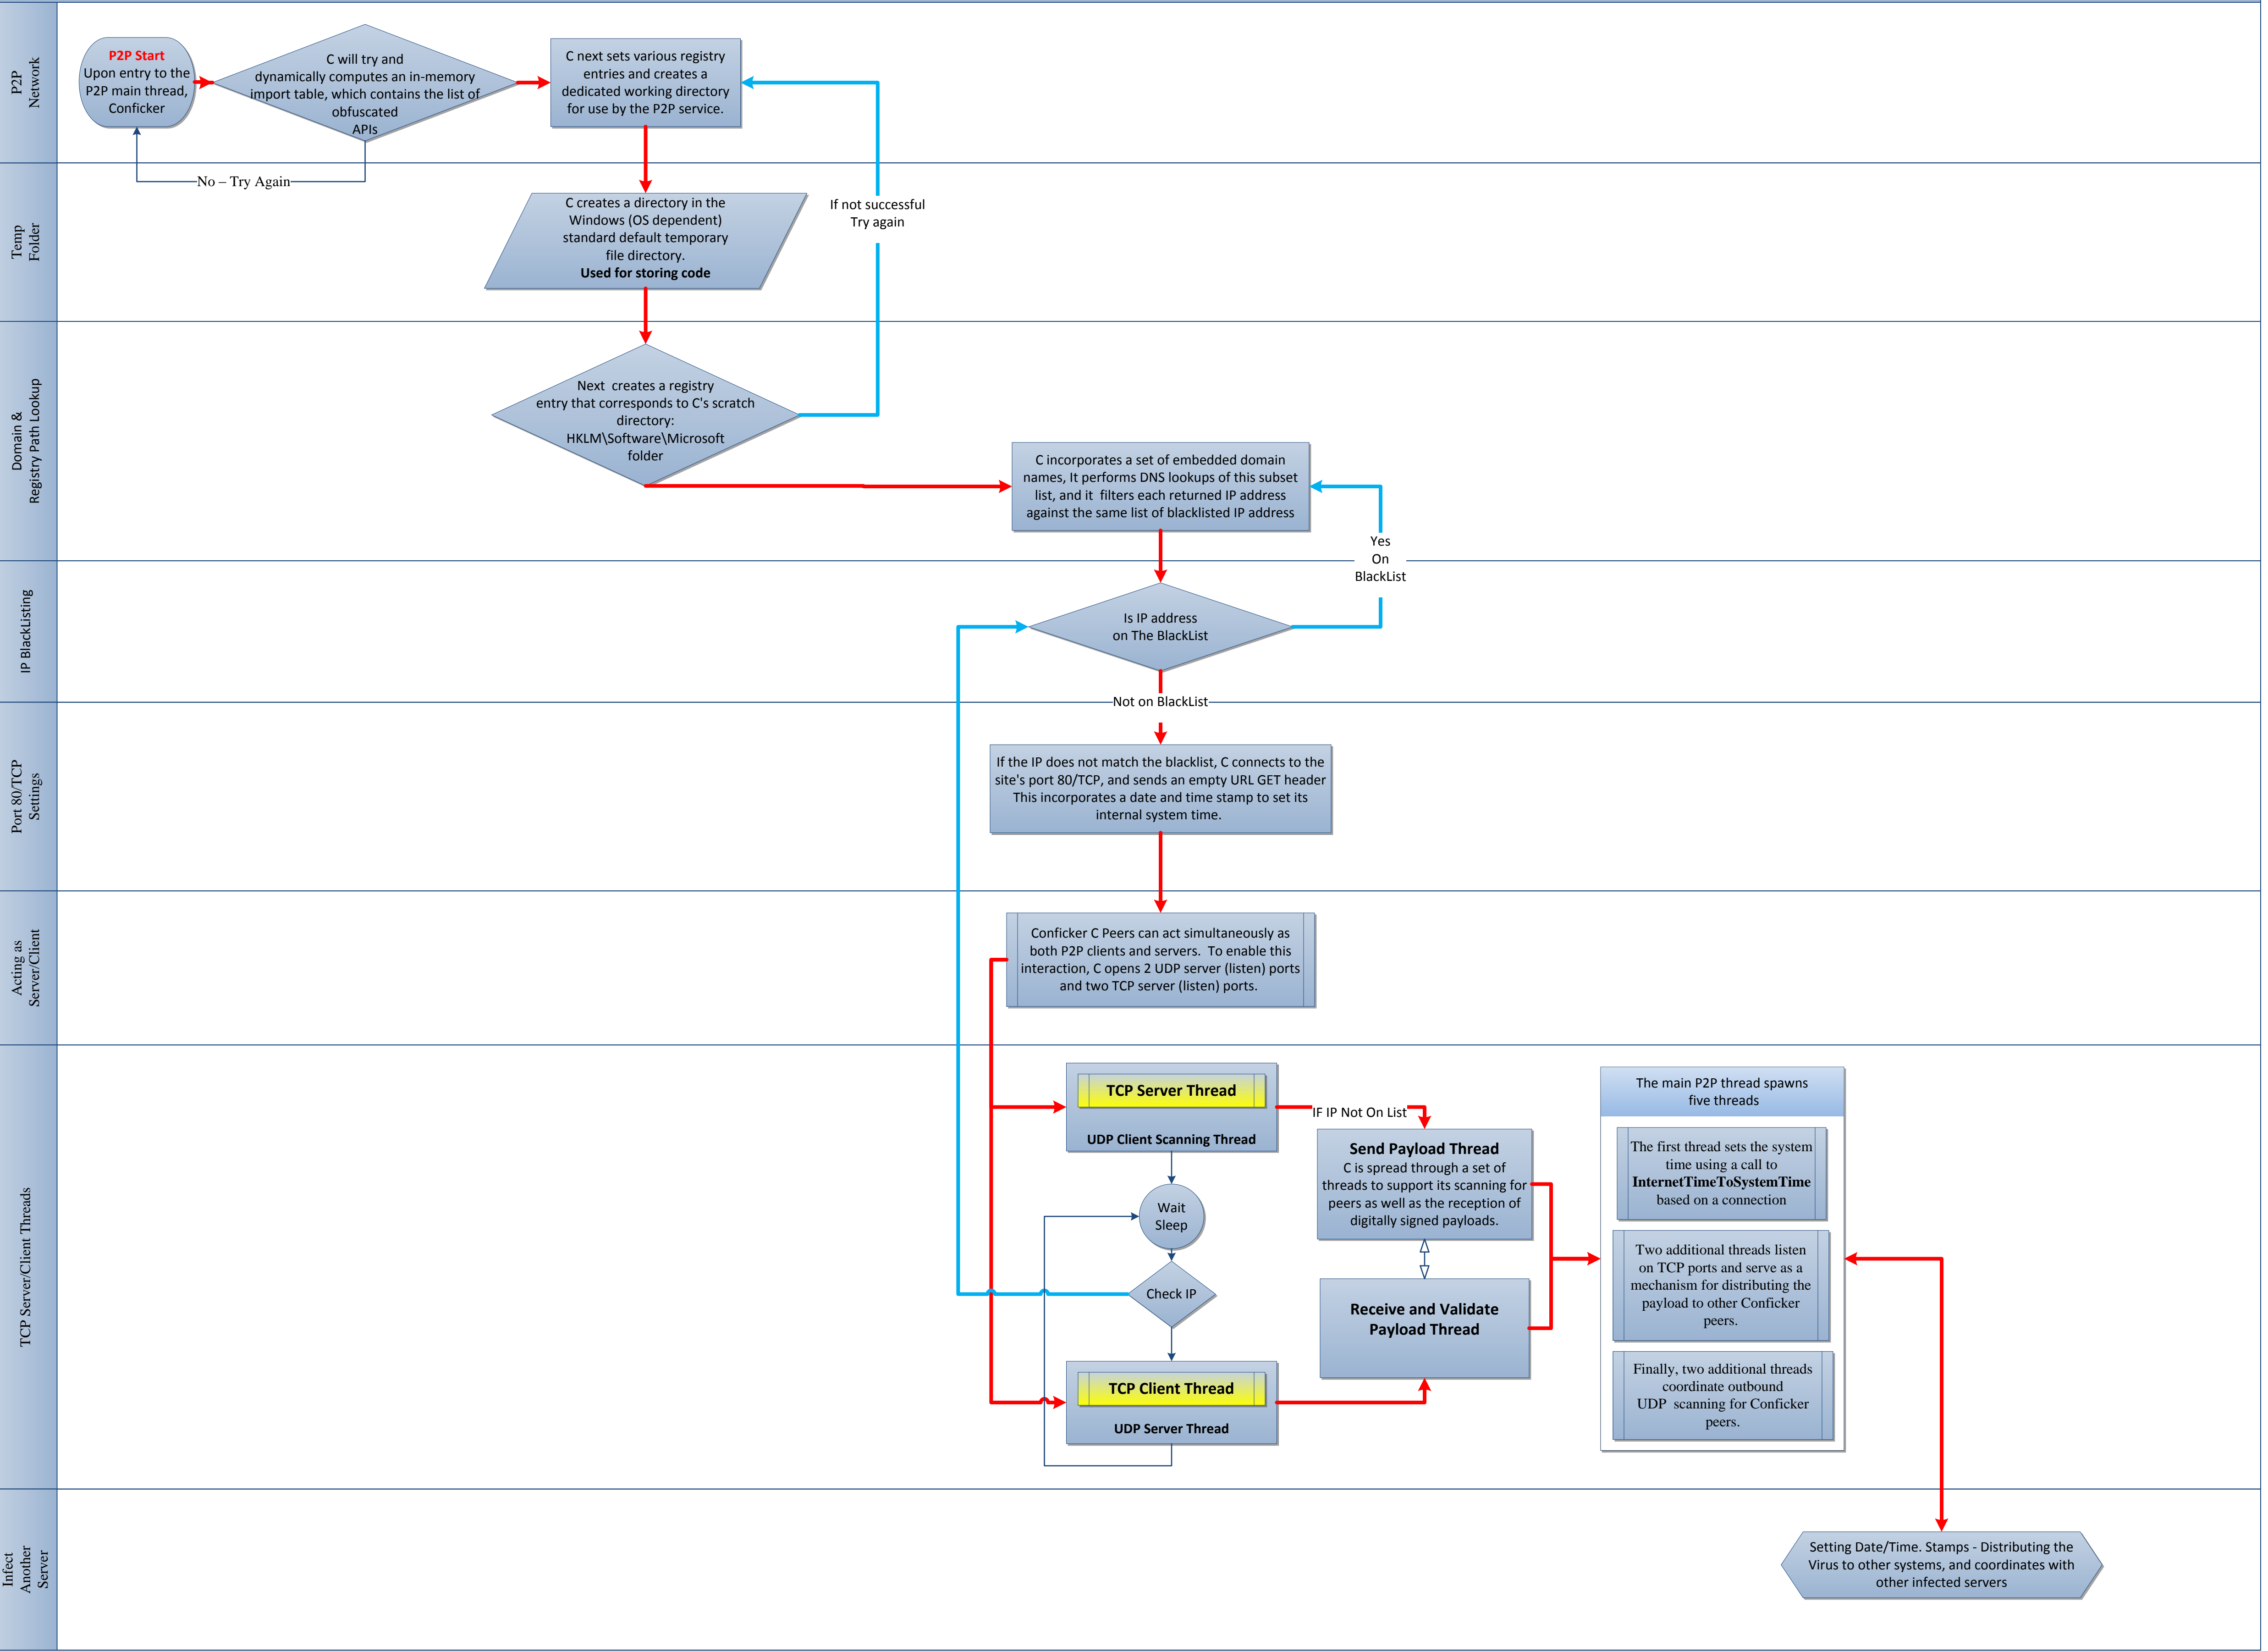 P2P
Network
P2P Start
Upon entry to the
P2P main thread,
Conficker
C will try and
dynamically computes an in-memory
import table, which contains the list of
obfuscated
APIs
C next sets various registry
entries and creates a
dedicated working directory
for use by the P2P service.
No – Try Again
Temp
Folder
C creates a directory in the
Windows (OS dependent)
standard default temporary
file directory.
Used for storing code
If not successful
Try again
Domain &
Registry Path Lookup
Next creates a registry
entry that corresponds to C's scratch
directory:
HKLM\Software\Microsoft
folder
C incorporates a set of embedded domain
names, It performs DNS lookups of this subset
list, and it filters each returned IP address
against the same list of blacklisted IP address
Yes
On
BlackList
IP BlackListing
Is IP address
on The BlackList
Not on BlackList
Port 80/TCP
Settings
If the IP does not match the blacklist, C connects to the
site's port 80/TCP, and sends an empty URL GET header
This incorporates a date and time stamp to set its
internal system time.
Acting as
Server/Client
Conficker C Peers can act simultaneously as
both P2P clients and servers. To enable this
interaction, C opens 2 UDP server (listen) ports
and two TCP server (listen) ports.
TCP Server/Client Threads
TCP Server Thread
UDP Client Scanning Thread
IF IP Not On List
Wait
Sleep
Check IP
TCP Client Thread
UDP Server Thread
Send Payload Thread
C is spread through a set of
threads to support its scanning for
peers as well as the reception of
digitally signed payloads.
Receive and Validate
Payload Thread
The main P2P thread spawns
five threads
The first thread sets the system
time using a call to
InternetTimeToSystemTime
based on a connection
Two additional threads listen
on TCP ports and serve as a
mechanism for distributing the
payload to other Conficker
peers.
Finally, two additional threads
coordinate outbound
UDP scanning for Conficker
peers.
Infect
Another
Server
Setting Date/Time. Stamps - Distributing the
Virus to other systems, and coordinates with
other infected servers